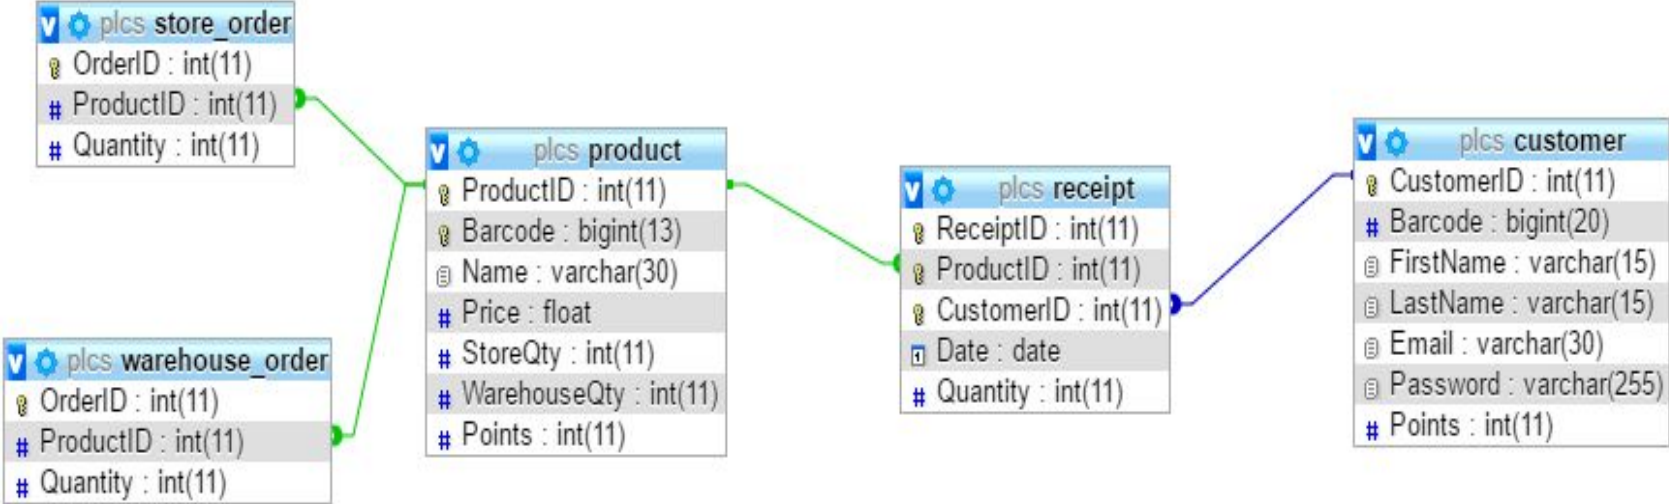 plcs store_order
OrderID : int(11)
ProductID : int(11)
Quantity : int(11)
plcs warehouse_order
OrderID : int(11)
ProductID : int(11)
Quantity : int(11)
plcs product
ProductID : int(11)
Barcode : bigint(13)
Name : varchar(30)
Price : float
StoreQty : int(11)
WarehouseQty : int(11)
Points : int(11)
plcs receipt
ReceiptID : int(11)
ProductID : int(11)
CustomerID : int(11)
Date : date
Quantity : int(11)
plcs customer
CustomerID : int(11)
Barcode : bigint(20)
FirstName : varchar(15)
LastName : varchar(15)
Email : varchar(30)
Password : varchar(255)
Points : int(11)